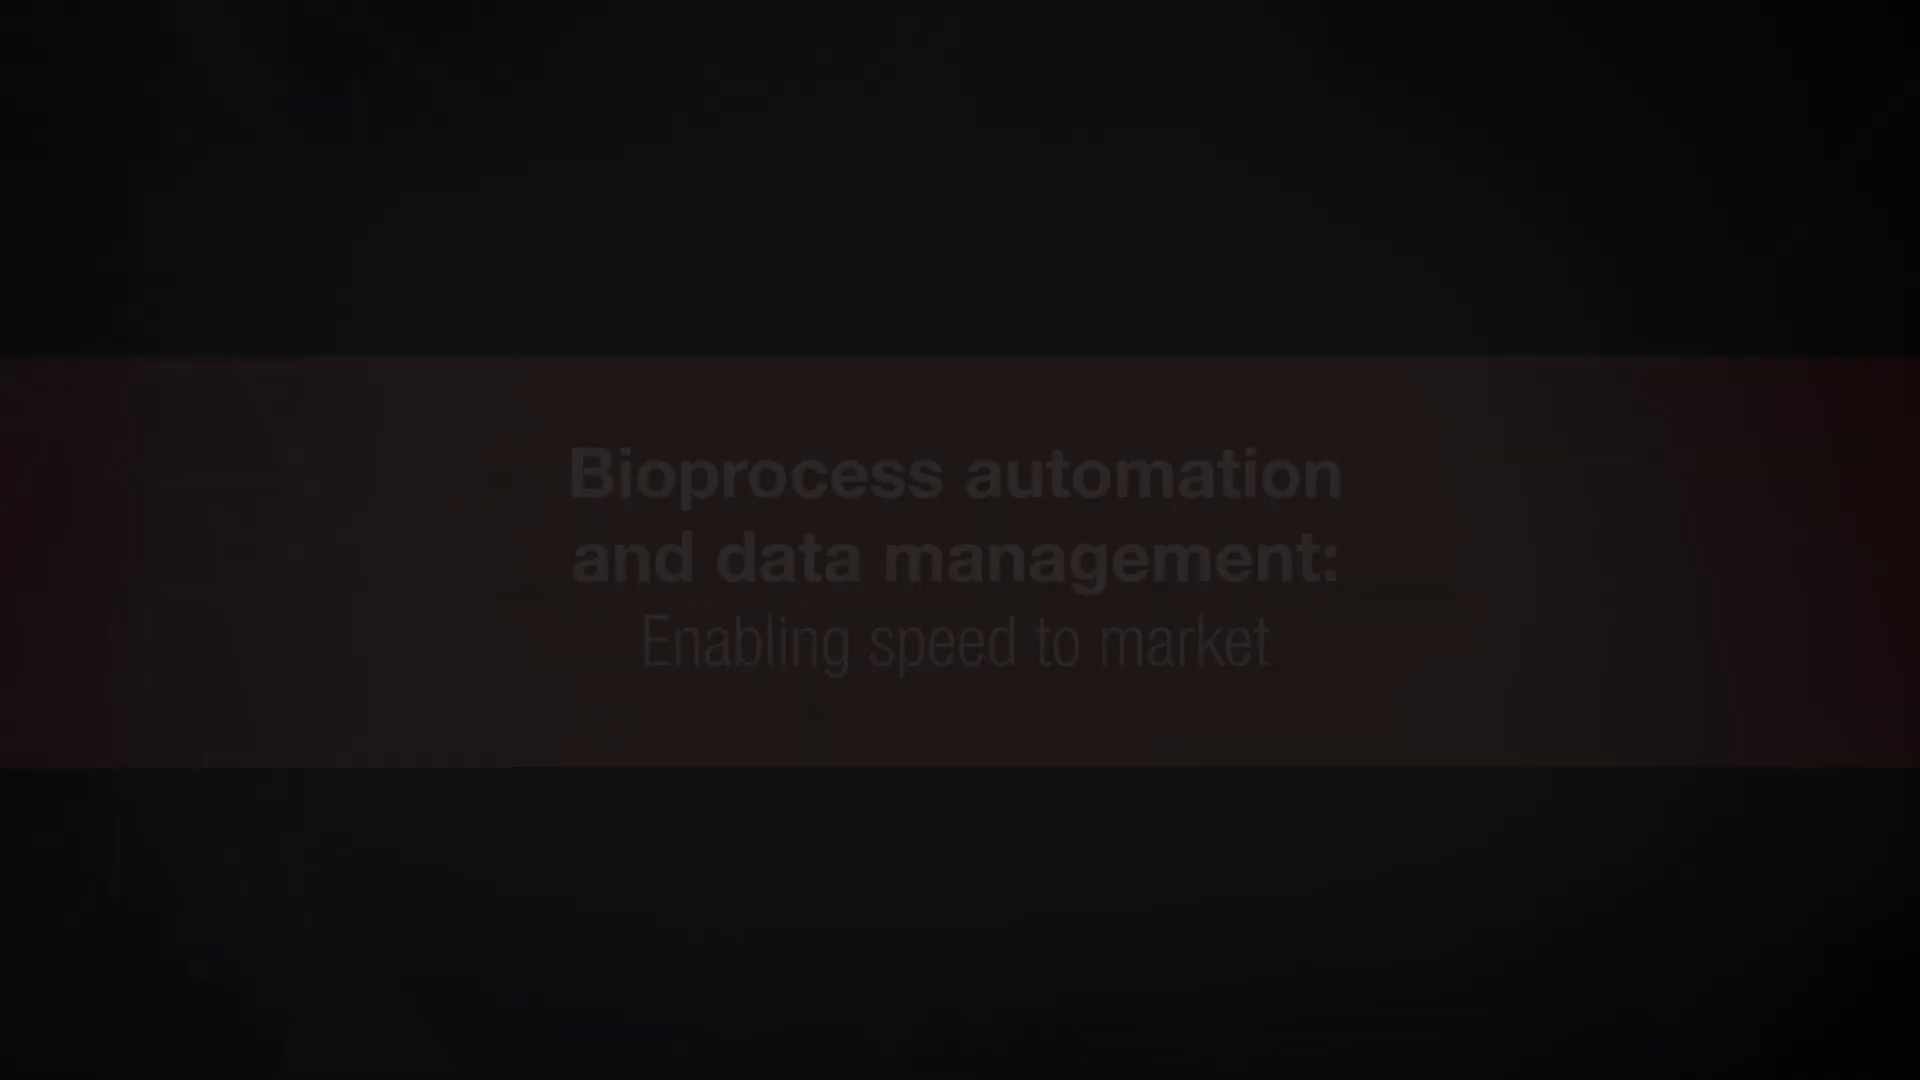 Bioprocess automation
and data management:
Enabling speed to market